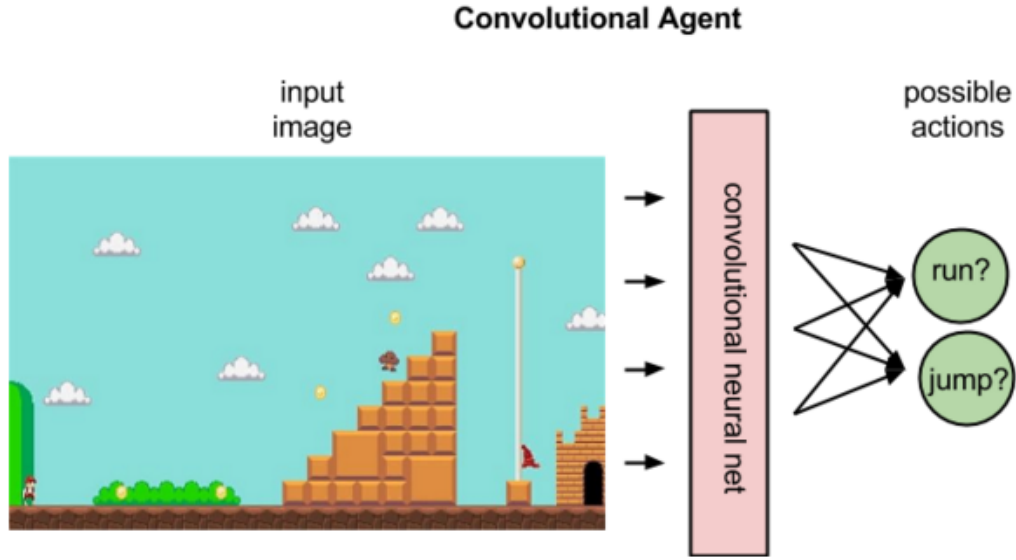 Convolutional Agent
input
image
possible
actions
convolutional neural net
run?
jump?